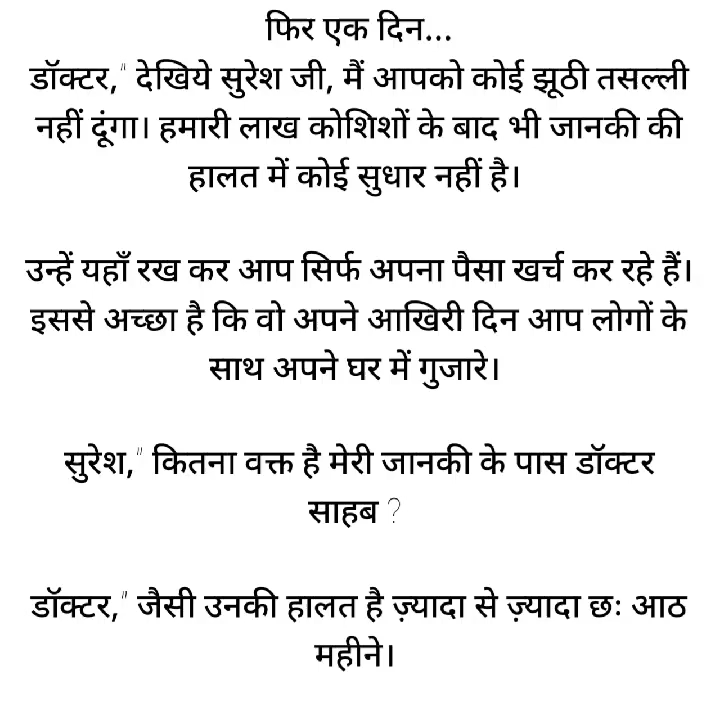 फिर एक दिन...
डॉक्टर," देखिये सुरेश जी, मैं आपको कोई झूठी तसल्ली
नहीं दूंगा। हमारी लाख कोशिशों के बाद भी जानकी की
हालत में कोई सुधार नहीं है।
उन्हें यहाँ रख कर आप सिर्फ अपना पैसा खर्च कर रहे हैं।
इससे अच्छा है कि वो अपने आखिरी दिन आप लोगों के
साथ अपने घर में गुजारे।
सुरेश," कितना वक्त है मेरी जानकी के पास डॉक्टर
साहब ?
डॉक्टर," जैसी उनकी हालत है ज़्यादा से ज़्यादा छः आठ
महीने।